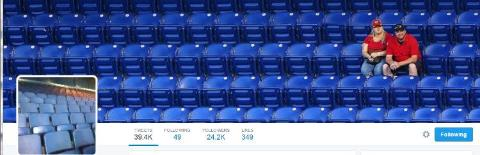 TWEETS FOLLOWING FOLLOWERS LIKES
39.4K 49 24.2K 349
Following